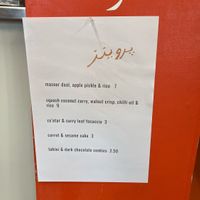 پروینز
masoor daal, apple pickle & rice 7
squash coconut curry, walnut crisp, chilli oil &
rice 9
za'atar & curry leaf focaccia 3
carrot & sesame cake 3
tahini & dark chocolate cookies 2.50